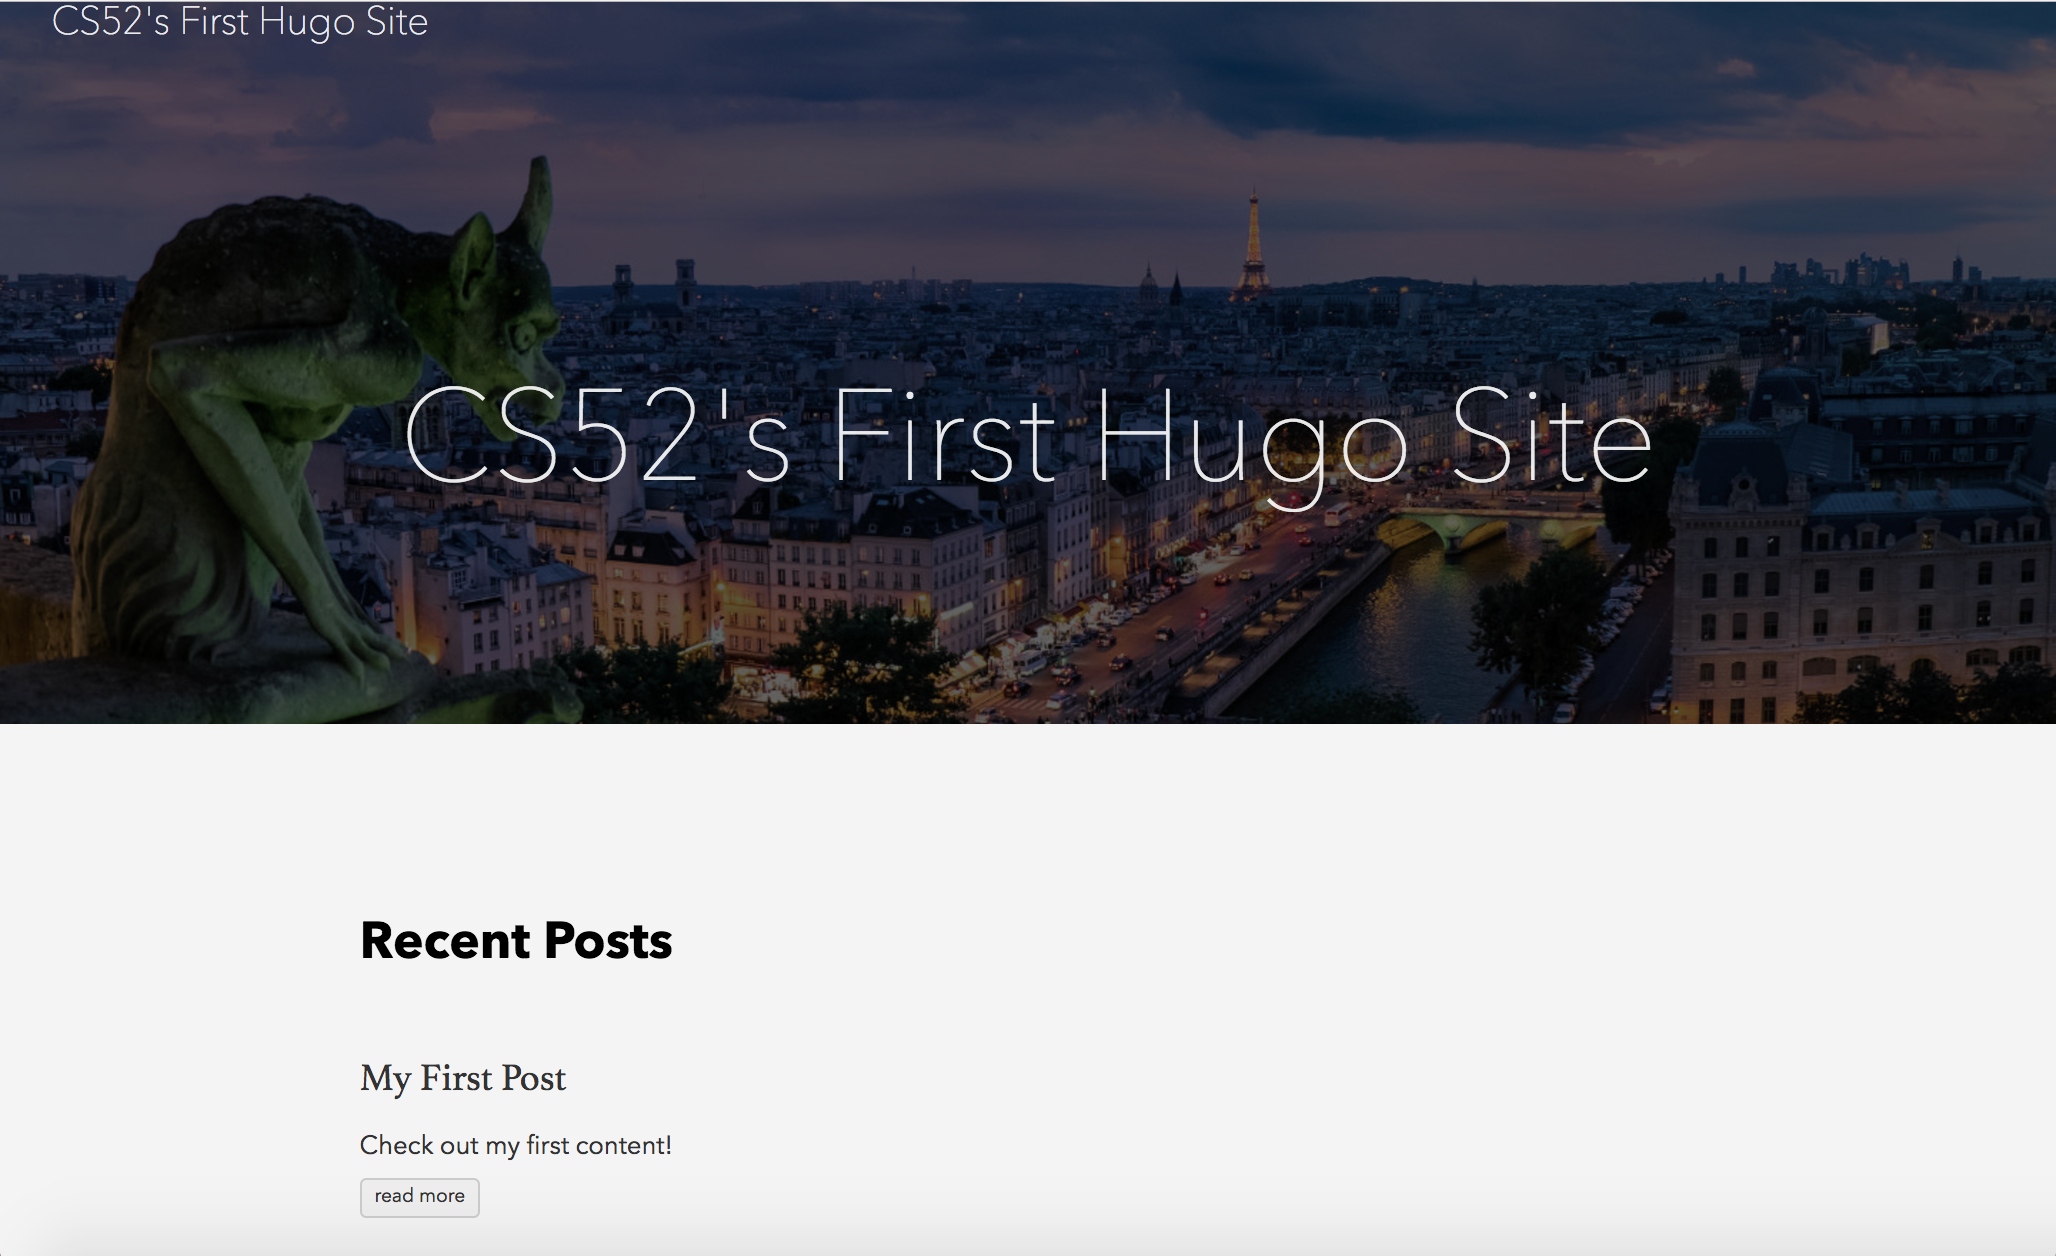 CS52's First Hugo Site
CS52's First Hugo Site
Recent Posts
My First Post
Check out my first content!
read more